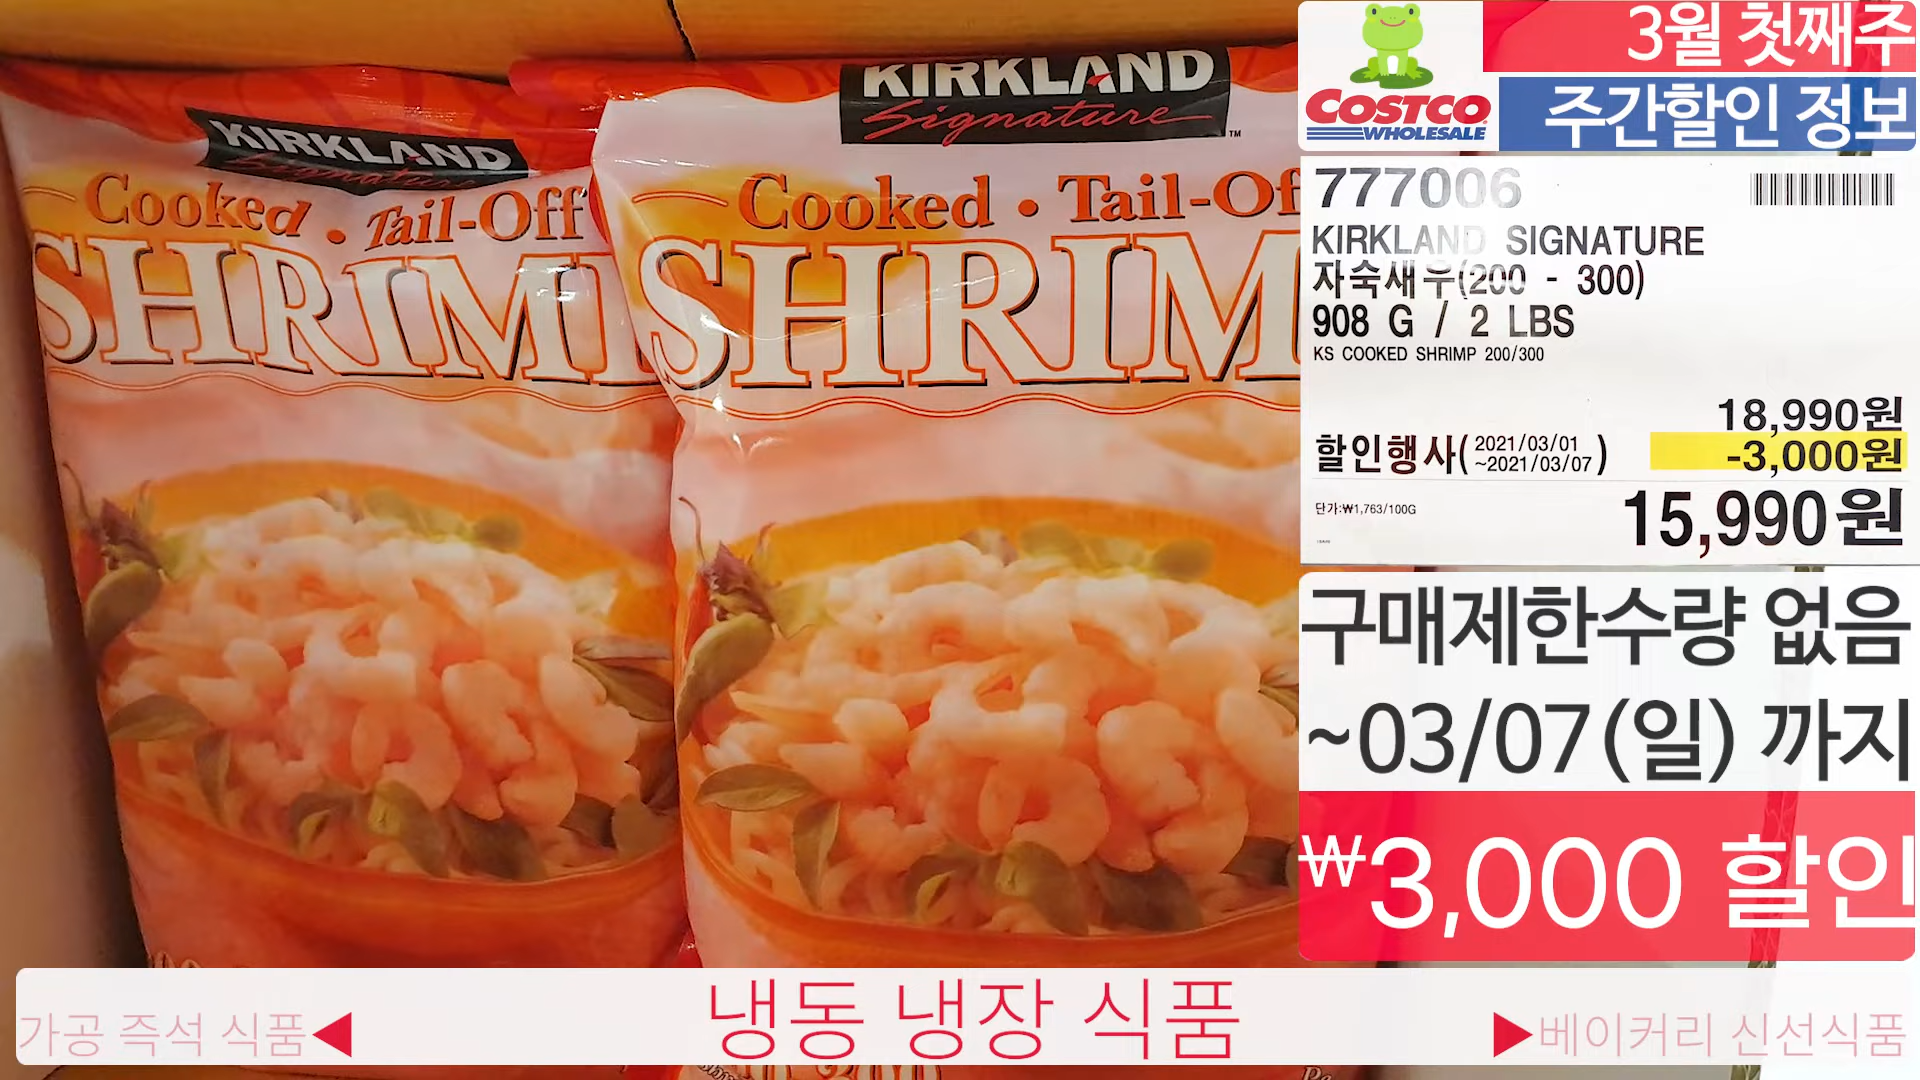 KIRKLAND
Signature
Cooked • Tail-Off
SHRIM
KIRKLAND
Signature™
Cooked • Tail-Of
SHRIM
COSTCO
WHOLESALE
3월 첫째주
주간할인 정보
777006
KIRKLAND SIGNATURE
자숙새우(200 - 300)
908 G / 2 LBS
KS COOKED SHRIMP 200/300
18,990원
할인행사( 2021/03/01 ~2021/03/07 ) -3,000원
단가:₩1,763/100G
15,990원
구매제한수량 없음
~03/07(일) 까지
₩3,000 할인
가공 즉석 식품◀
냉동 냉장 식품
▶베이커리 신선식품